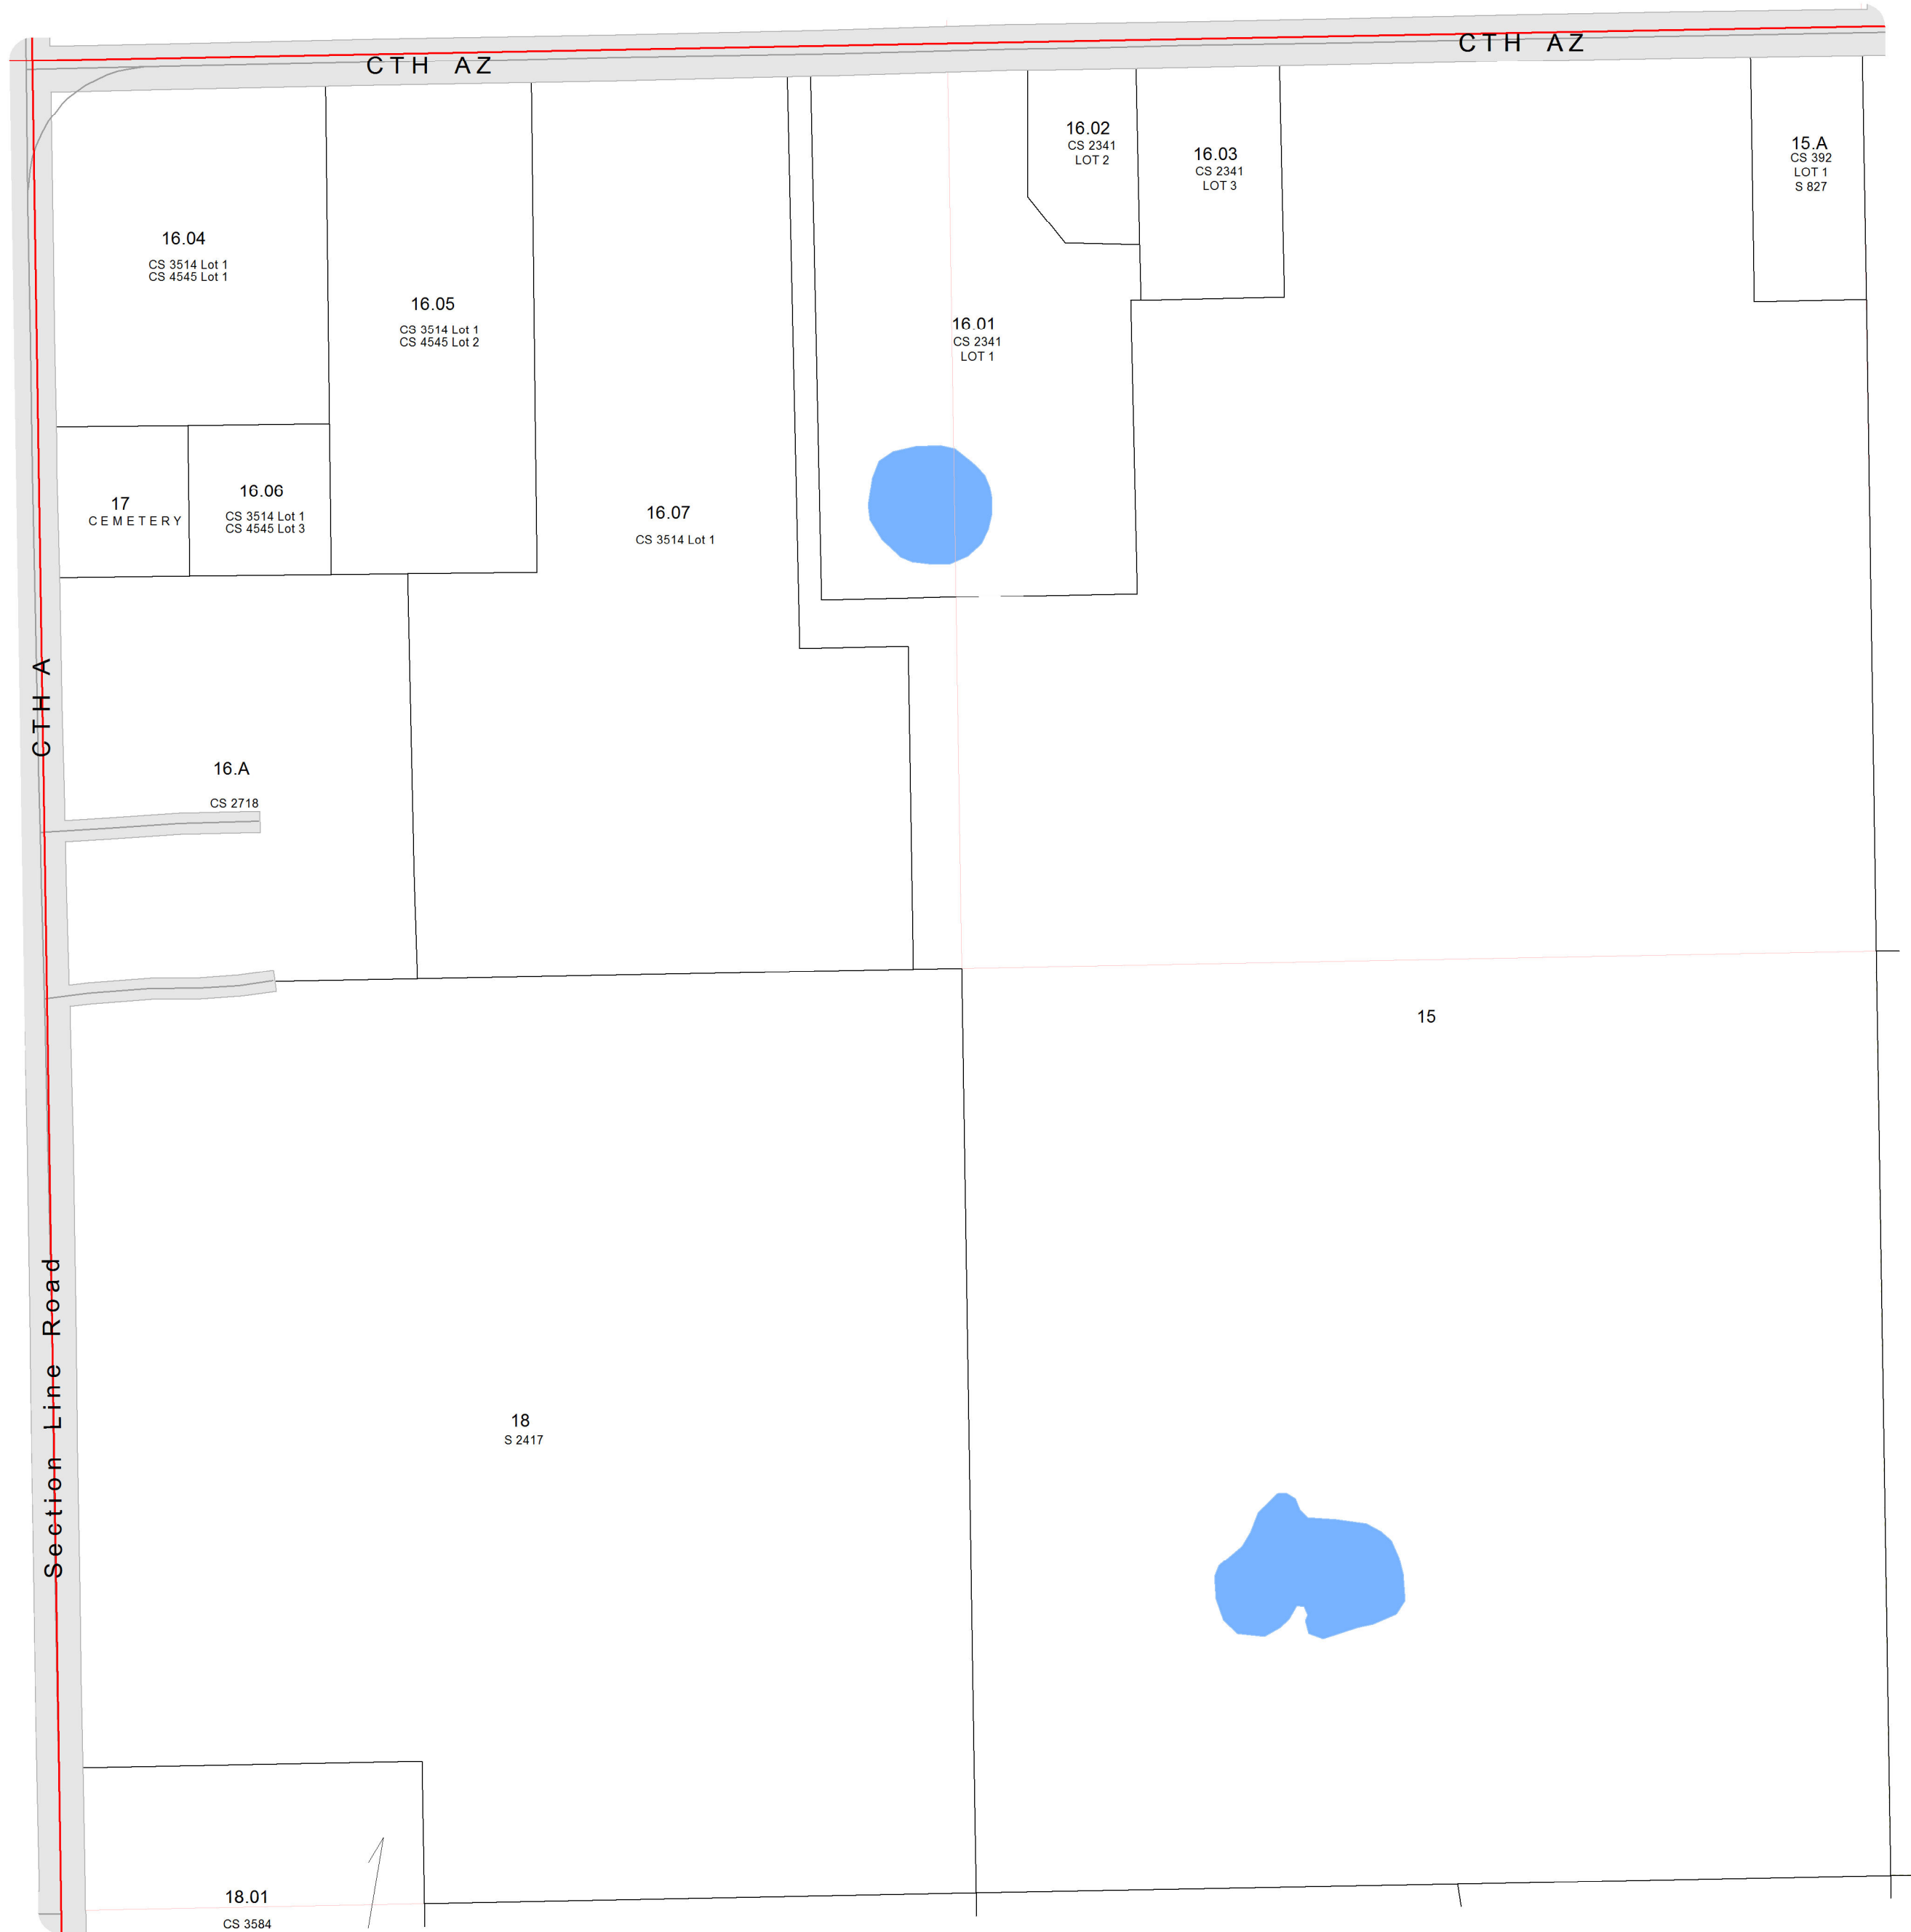 CTH AZ
CTH AZ
16.02
CS 2341
LOT 2
16.03
CS 2341
LOT 3
15.A
CS 392
LOT 1
S 827
16.04
CS 3514 Lot 1
CS 4545 Lot 1
16.05
CS 3514 Lot 1
CS 4545 Lot 2
16.01
CS 2341
LOT 1
17
CEMETERY
16.06
CS 3514 Lot 1
CS 4545 Lot 3
16.07
CS 3514 Lot 1
CTH A
16.A
CS 2718
15
Section Line Road
18
S 2417
18.01
CS 3584